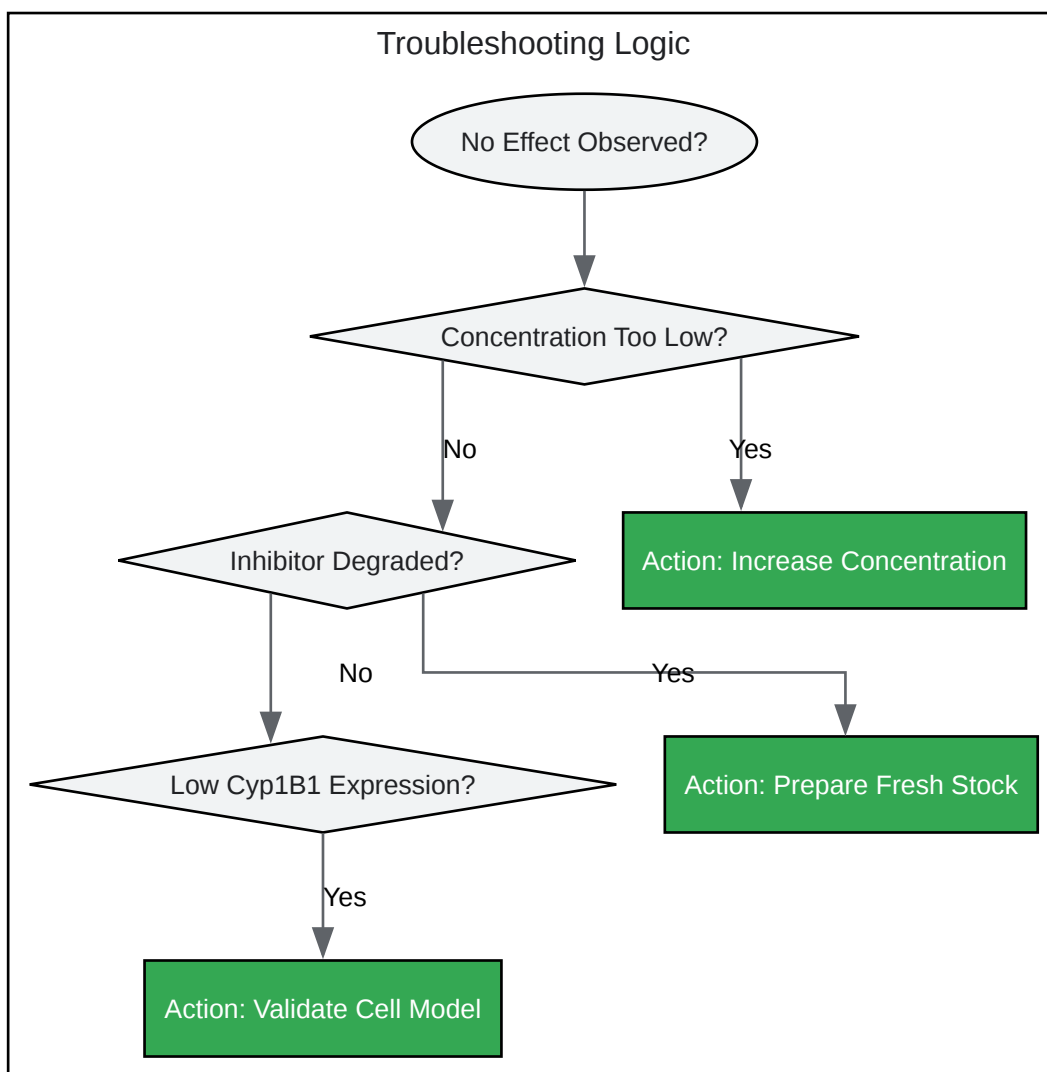 Troubleshooting Logic
No Effect Observed?
Concentration Too Low?
No
Yes
Inhibitor Degraded?
Action: Increase Concentration
No
Yes
Low Cyp1B1 Expression?
Action: Prepare Fresh Stock
Yes
Action: Validate Cell Model